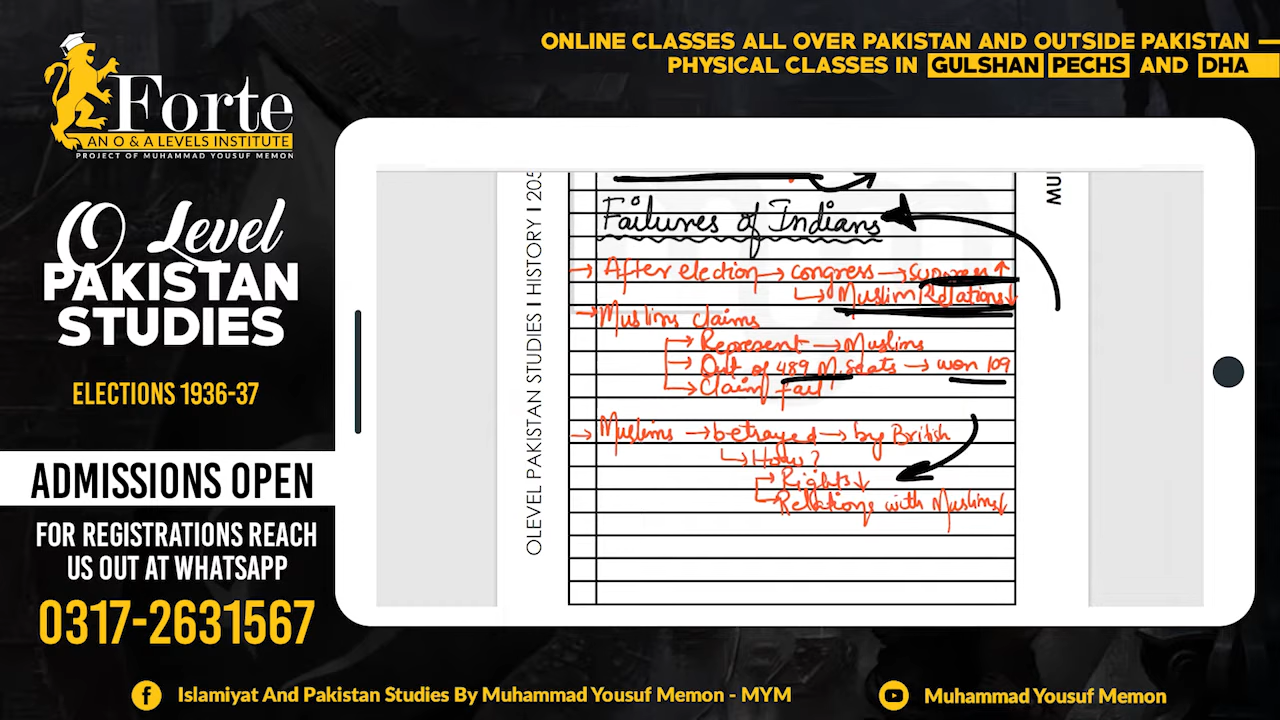 Forte
AN O & A LEVELS INSTITUTE
PROJECT OF MUHAMMAD YOUSUF MEMON
O Level
PAKISTAN
STUDIES
ELECTIONS 1936-37
ADMISSIONS OPEN
FOR REGISTRATIONS REACH
US OUT AT WHATSAPP
0317-2631567
ONLINE CLASSES ALL OVER PAKISTAN AND OUTSIDE PAKISTAN
PHYSICAL CLASSES IN GULSHAN PECHS AND DHA
OLEVEL PAKISTAN STUDIES I HISTORY I 205
MU
Failures of Indians
→ After election → congress → ↑
↳ Muslim Relations ↓
→ Muslims claims
→ Represent → Muslims
→ Out of 489 M. Seats → won 109
→ Claim fail
→ Muslims → betrayed → by British
↳ How?
→ Rights ↓
→ Relations with Muslims ↓
Islamiyat And Pakistan Studies By Muhammad Yousuf Memon - MYM
Muhammad Yousuf Memon